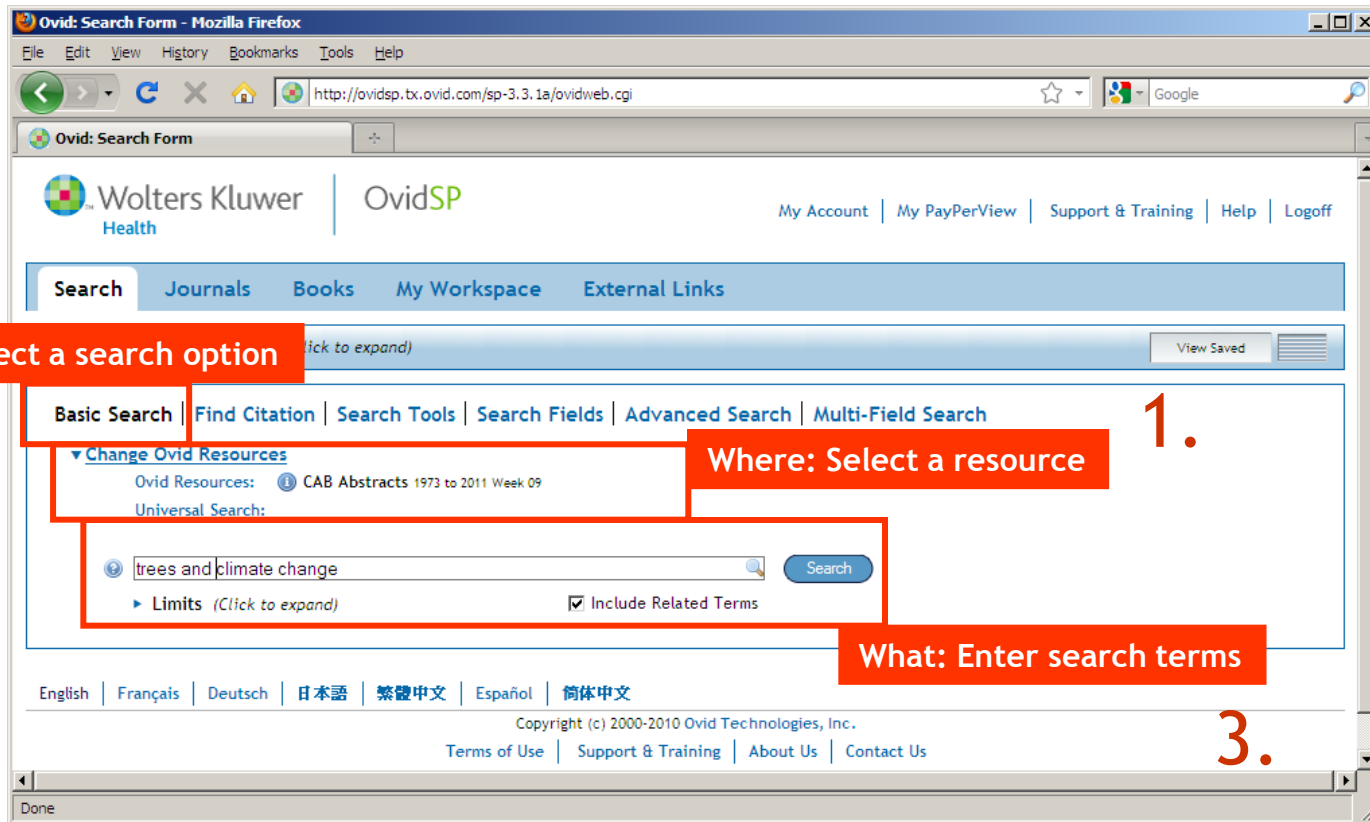 Ovid: Search Form - Mozilla Firefox
File Edit View History Bookmarks Tools Help
http://ovidsp.tx.ovid.com/sp-3.3.1a/ovidweb.cgi Google
Ovid: Search Form
Wolters Kluwer OvidSP
Health
My Account | My PayPerView | Support & Training | Help | Logoff
Search Journals Books My Workspace External Links
ect a search option lick to expand) View Saved
Basic Search | Find Citation | Search Tools | Search Fields | Advanced Search | Multi-Field Search
1.
▼ Change Ovid Resources
Where: Select a resource
Ovid Resources: CAB Abstracts 1973 to 2011 Week 09
Universal Search:
trees and climate change Search
Limits (Click to expand) Include Related Terms
What: Enter search terms
English | Français | Deutsch | 日本語 | 繁體中文 | Español | 简体中文
Copyright (c) 2000-2010 Ovid Technologies, Inc.
3.
Terms of Use | Support & Training | About Us | Contact Us
Done